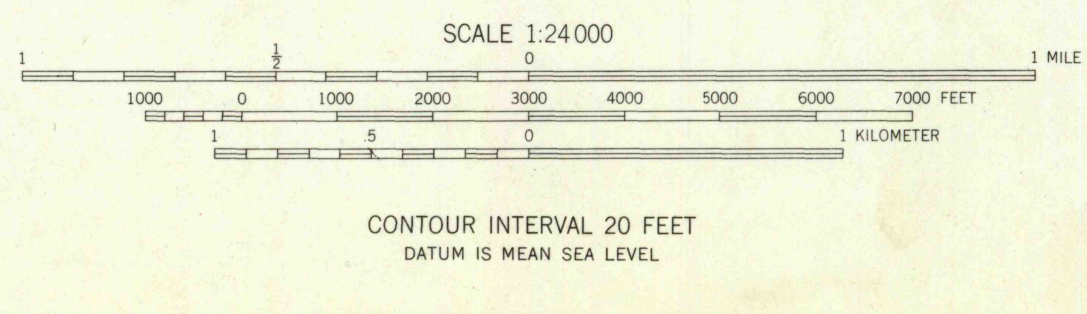 SCALE 1:24 000
1 1/2 0 1 MILE
1000 0 1000 2000 3000 4000 5000 6000 7000 FEET
1 .5 0 1 KILOMETER
CONTOUR INTERVAL 20 FEET
DATUM IS MEAN SEA LEVEL